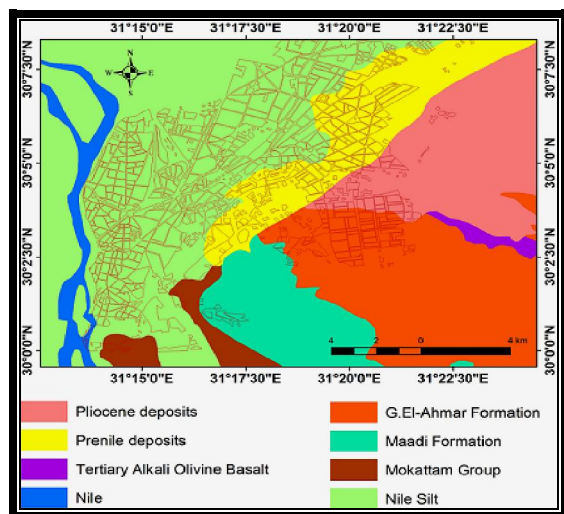 31°15'0"E 31°17'30"E 31°20'0"E 31°22'30"E
30°7'30"N 30°7'30"N
N
W E
S
30°5'0"N 30°5'0"N
30°2'30"N 30°2'30"N
4 2 0 4 km
30°0'0"N 30°0'0"N
31°15'0"E 31°17'30"E 31°20'0"E 31°22'30"E
Pliocene deposits G.El-Ahmar Formation
Prenile deposits Maadi Formation
Tertiary Alkali Olivine Basalt Mokattam Group
Nile Nile Silt